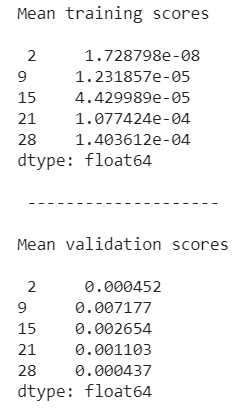 Mean training scores
2 1.728798e-08
9 1.231857e-05
15 4.429989e-05
21 1.077424e-04
28 1.403612e-04
dtype: float64
--------------------
Mean validation scores
2 0.000452
9 0.007177
15 0.002654
21 0.001103
28 0.000437
dtype: float64